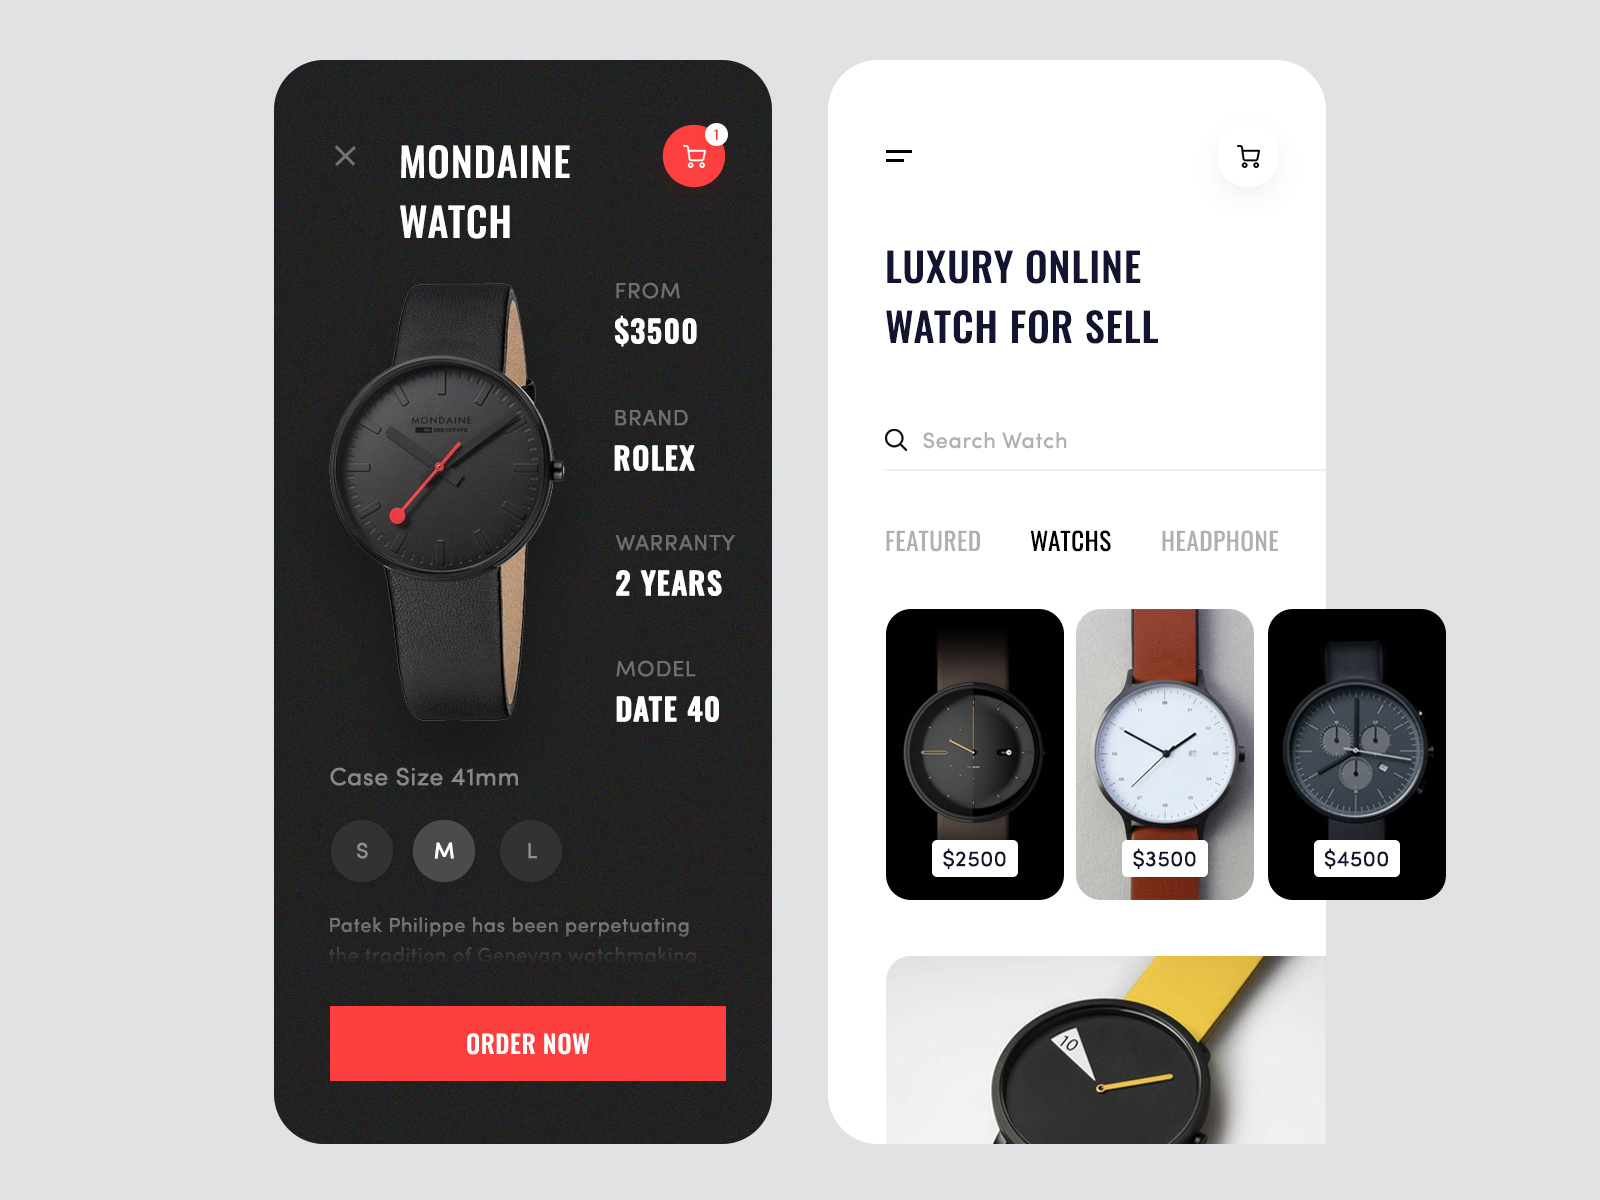 MONDAINE
WATCH
1
MONDAINE
FROM
$3500
BRAND
ROLEX
WARRANTY
2 YEARS
MODEL
DATE 40
Case Size 41mm
S
M
L
Patek Philippe has been perpetuating
the tradition of Genevan watchmaking.
ORDER NOW
LUXURY ONLINE
WATCH FOR SELL
Search Watch
FEATURED WATCHS HEADPHONE
$2500
$3500
$4500
10